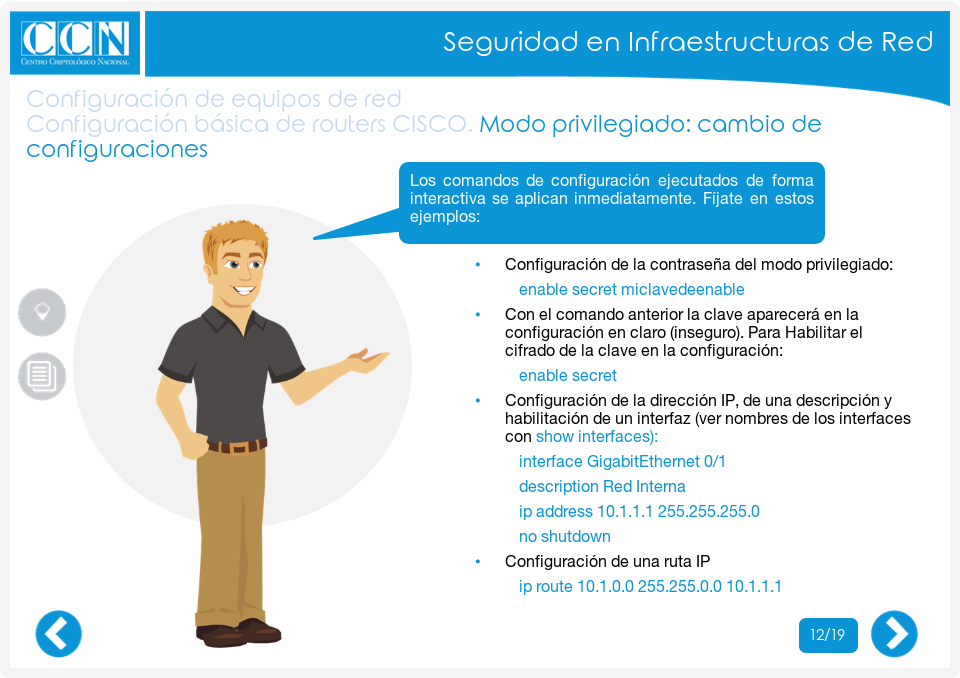 CCN
CENTRO CRIPTOLÓGICO NACIONAL
Seguridad en Infraestructuras de Red
Configuración de equipos de red
Configuración básica de routers CISCO. Modo privilegiado: cambio de
configuraciones
Los comandos de configuración ejecutados de forma
interactiva se aplican inmediatamente. Fíjate en estos
ejemplos:
• Configuración de la contraseña del modo privilegiado:
enable secret miclavedeenable
• Con el comando anterior la clave aparecerá en la
configuración en claro (inseguro). Para Habilitar el
cifrado de la clave en la configuración:
enable secret
• Configuración de la dirección IP, de una descripción y
habilitación de un interfaz (ver nombres de los interfaces
con show interfaces):
interface GigabitEthernet 0/1
description Red Interna
ip address 10.1.1.1 255.255.255.0
no shutdown
• Configuración de una ruta IP
ip route 10.1.0.0 255.255.0.0 10.1.1.1
12/19